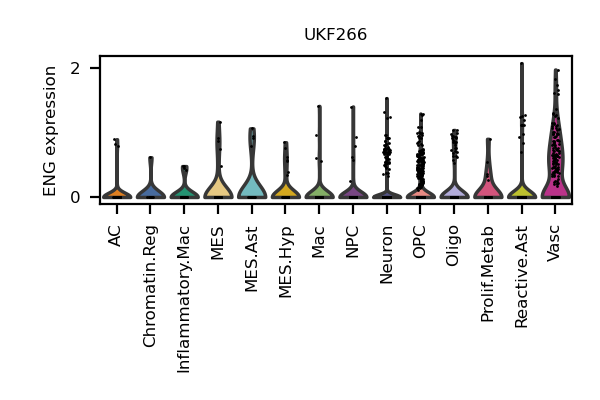 UKF266
ENG expression
2
0
AC
Chromatin.Reg
Inflammatory.Mac
MES
MES.Ast
MES.Hyp
Mac
NPC
Neuron
OPC
Oligo
Prolif.Metab
Reactive.Ast
Vasc